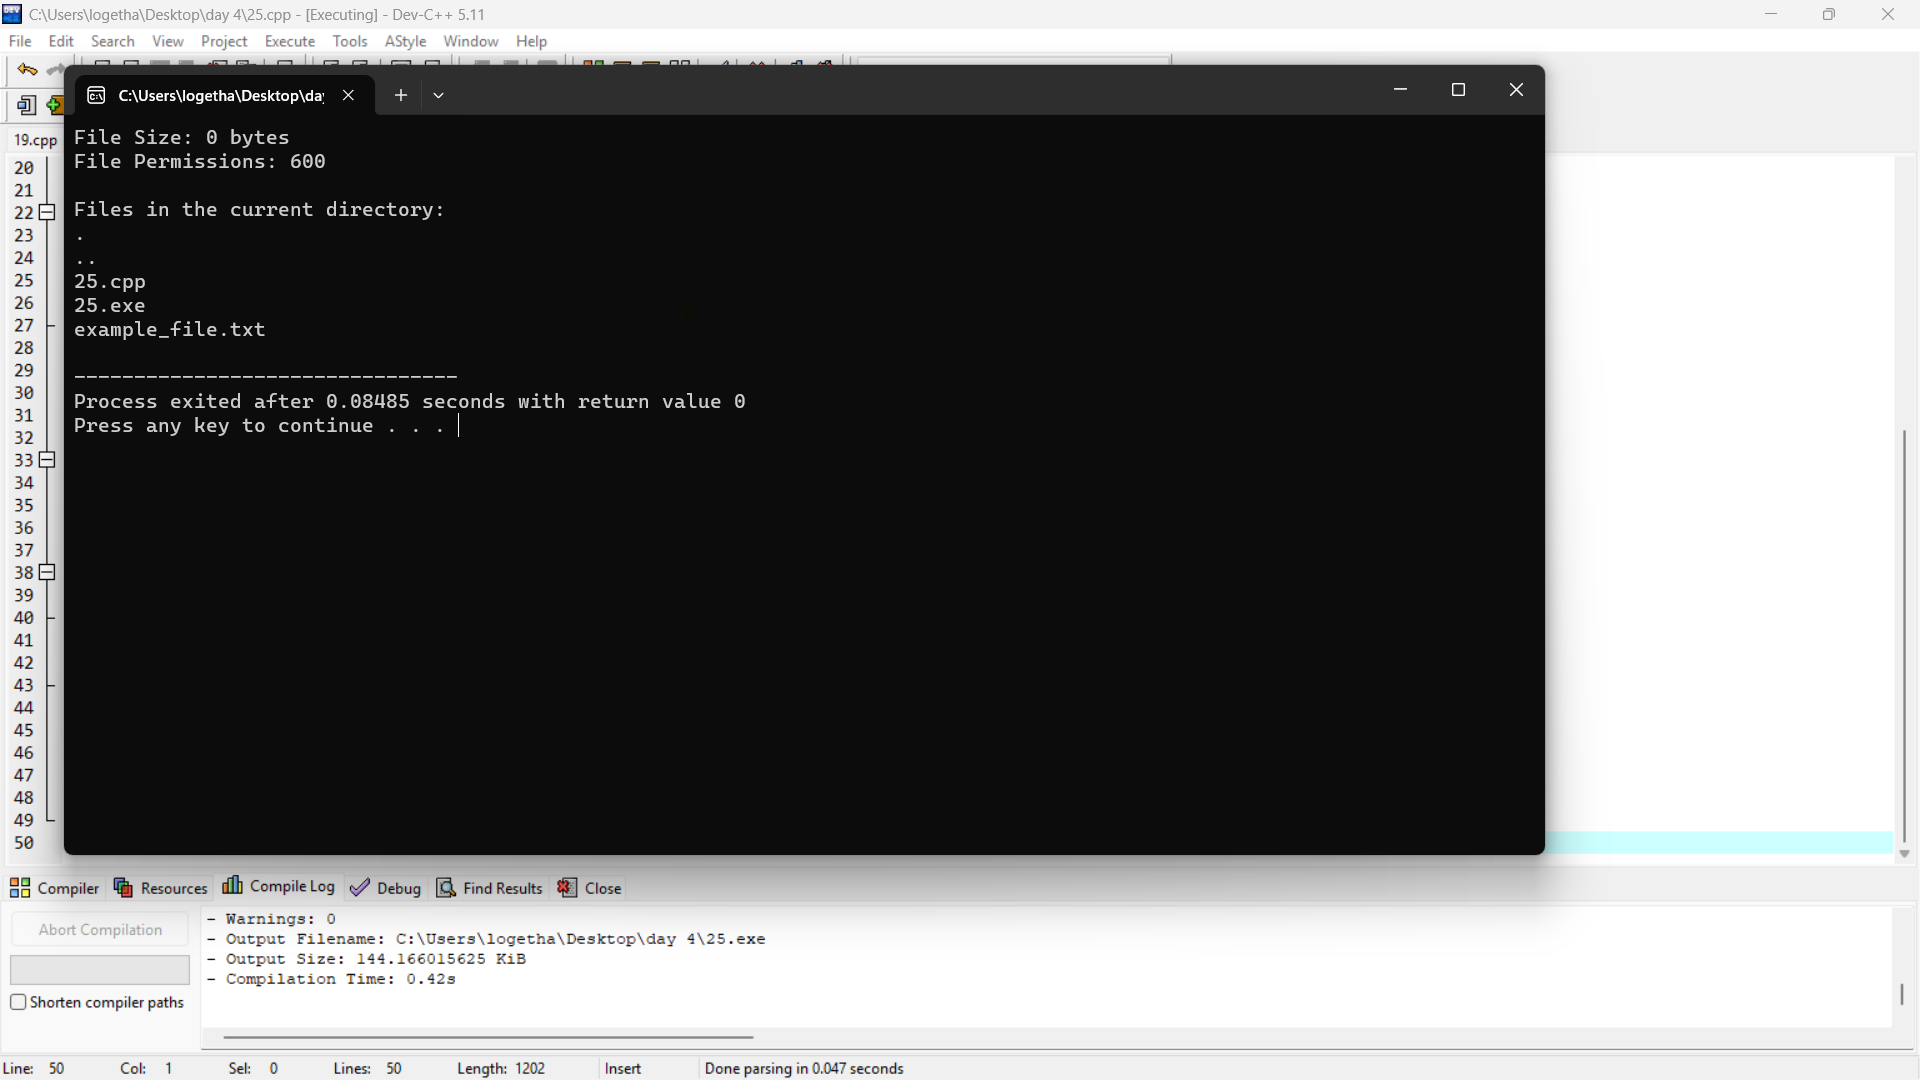 C:\Users\logetha\Desktop\day 4\25.cpp - [Executing] - Dev-C++ 5.11
File Edit Search View Project Execute Tools AStyle Window Help
C:\Users\logetha\Desktop\da
19.cpp
File Size: 0 bytes
File Permissions: 600
Files in the current directory:
.
..
25.cpp
25.exe
example_file.txt
--------------------------------
Process exited after 0.08485 seconds with return value 0
Press any key to continue . . .
20
21
22
23
24
25
26
27
28
29
30
31
32
33
34
35
36
37
38
39
40
41
42
43
44
45
46
47
48
49
50
Compiler Resources Compile Log Debug Find Results Close
Abort Compilation
Shorten compiler paths
- Warnings: 0
- Output Filename: C:\Users\logetha\Desktop\day 4\25.exe
- Output Size: 144.166015625 KiB
- Compilation Time: 0.42s
Line: 50 Col: 1 Sel: 0 Lines: 50 Length: 1202 Insert Done parsing in 0.047 seconds